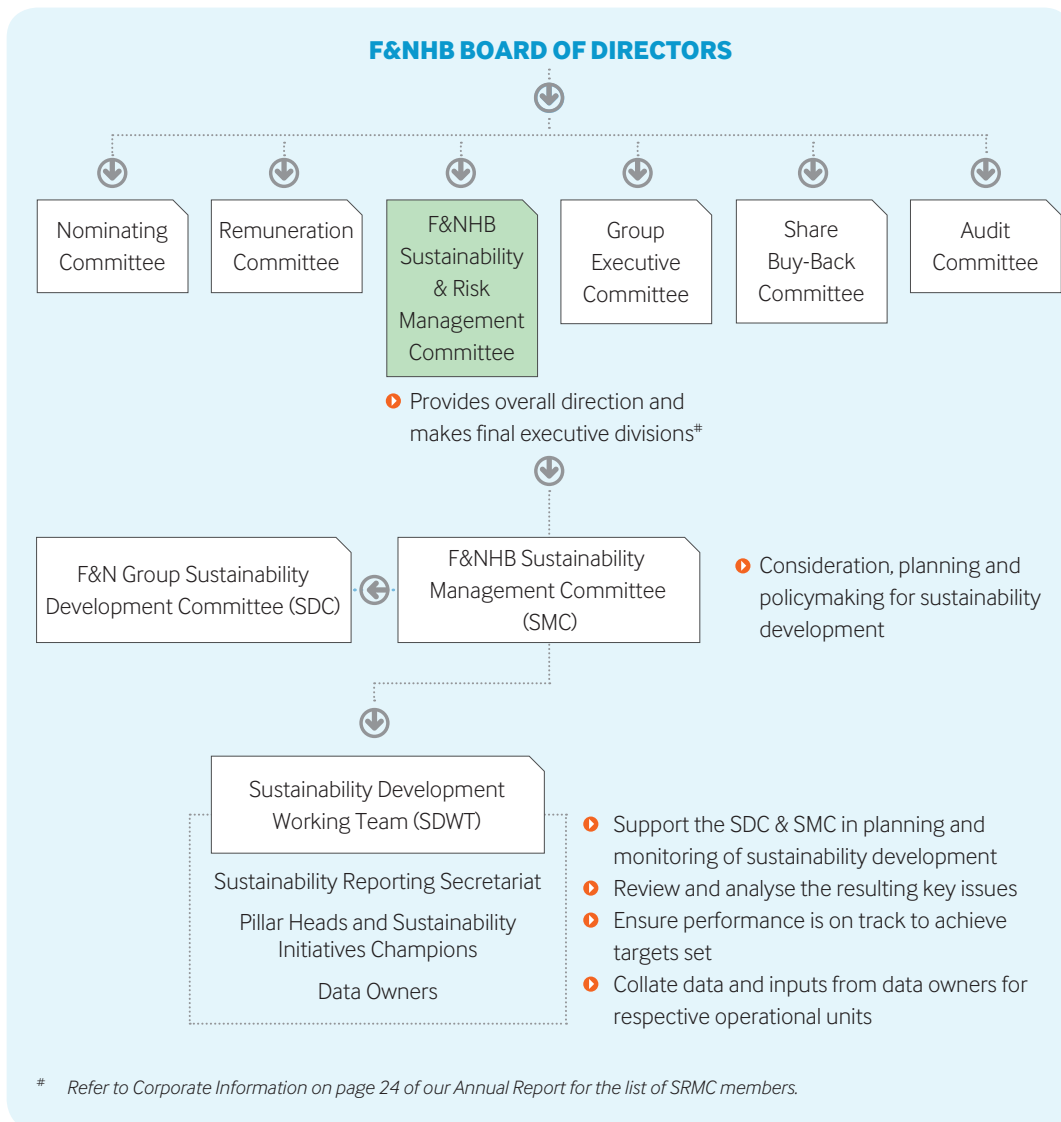 F&NHB BOARD OF DIRECTORS
Nominating
Committee
Remuneration
Committee
F&NHB
Sustainability
& Risk
Management
Committee
Group
Executive
Committee
Share
Buy-Back
Committee
Audit
Committee
Provides overall direction and
makes final executive divisions#
F&N Group Sustainability
Development Committee (SDC)
F&NHB Sustainability
Management Committee
(SMC)
Consideration, planning and
policymaking for sustainability
development
Sustainability Development
Working Team (SDWT)
Sustainability Reporting Secretariat
Pillar Heads and Sustainability
Initiatives Champions
Data Owners
Support the SDC & SMC in planning and
monitoring of sustainability development
Review and analyse the resulting key issues
Ensure performance is on track to achieve
targets set
Collate data and inputs from data owners for
respective operational units
# Refer to Corporate Information on page 24 of our Annual Report for the list of SRMC members.